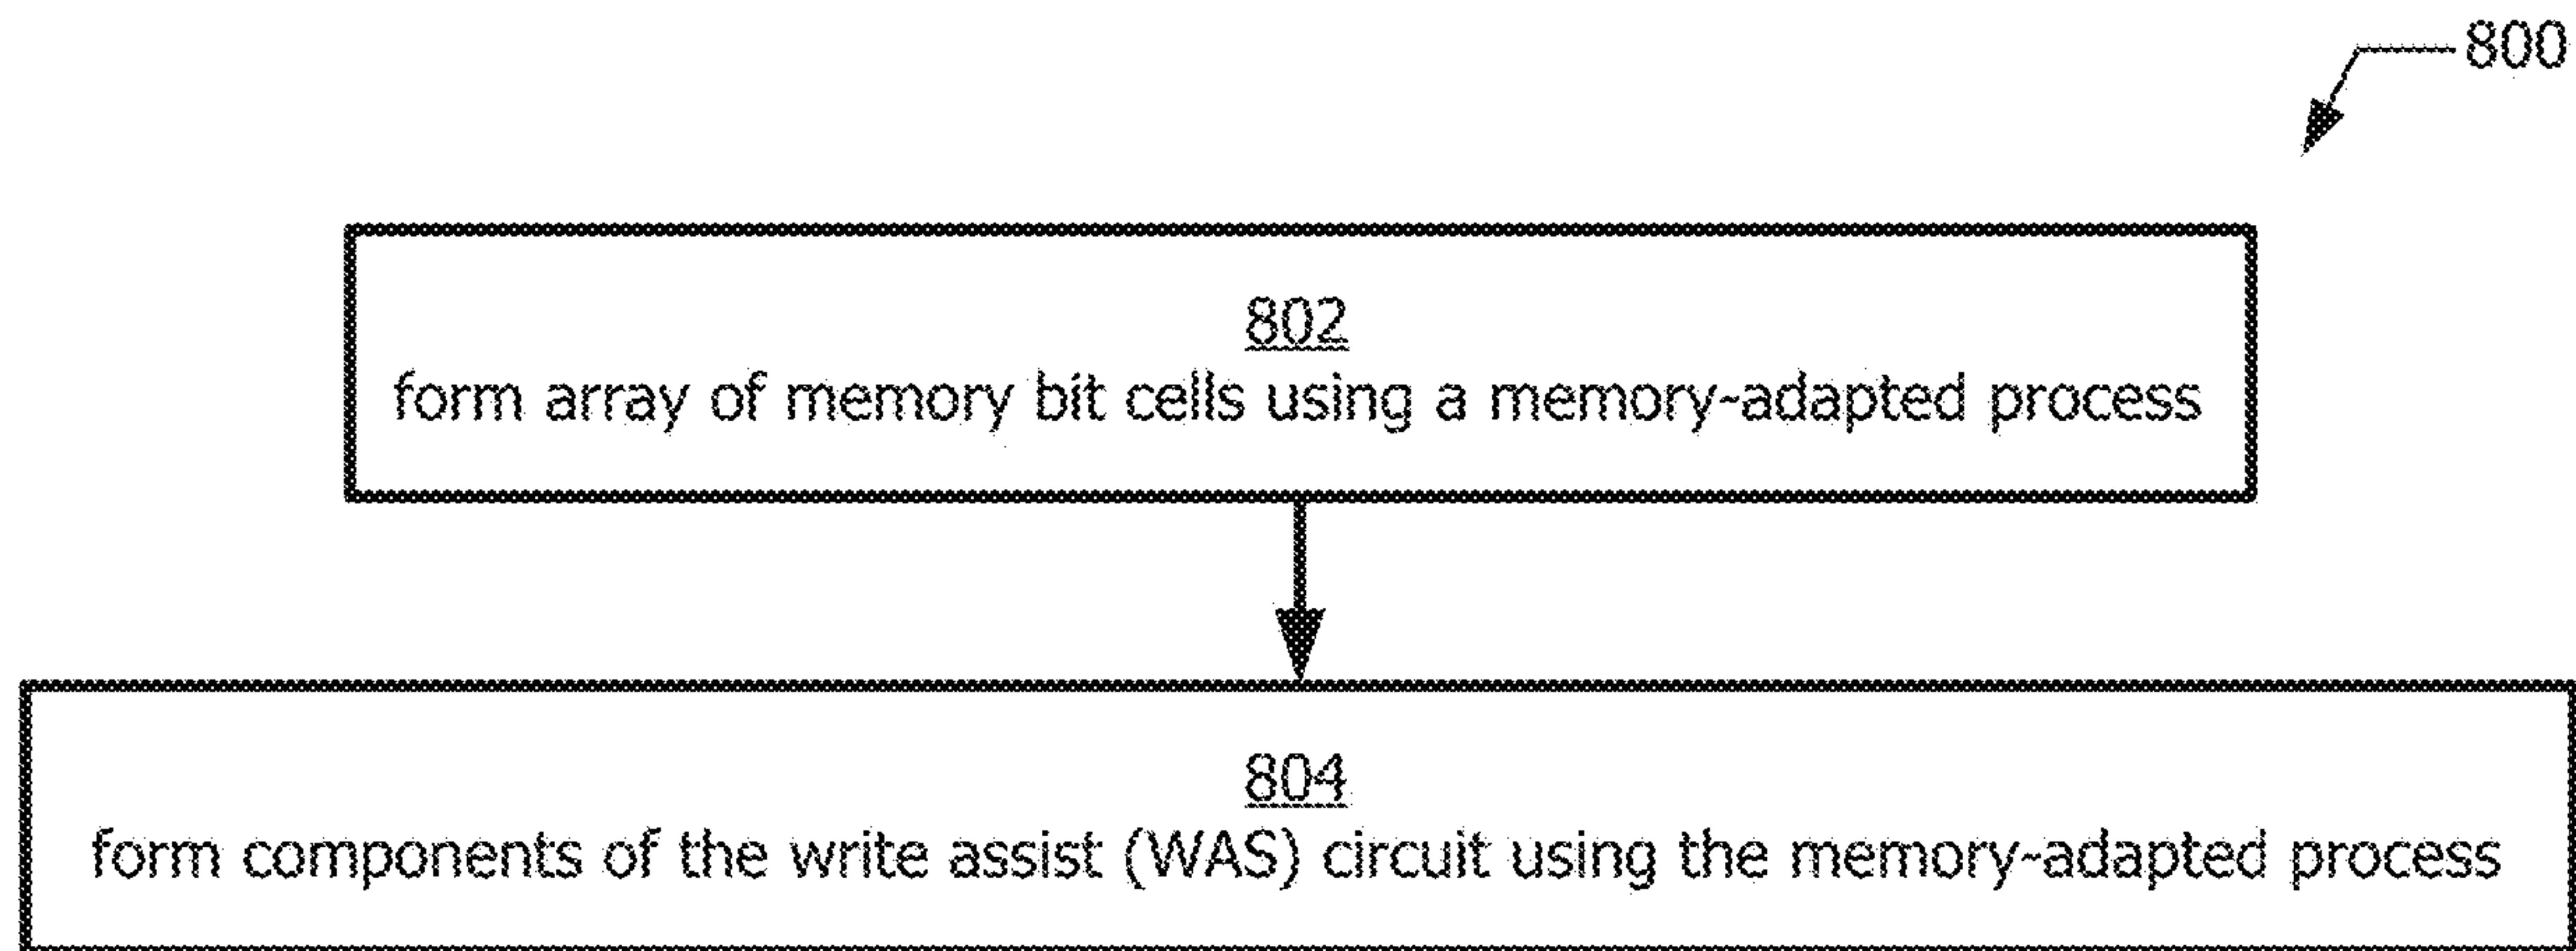 800
802
form array of memory bit cells using a memory-adapted process
804
form components of the write assist (WAS) circuit using the memory-adapted process